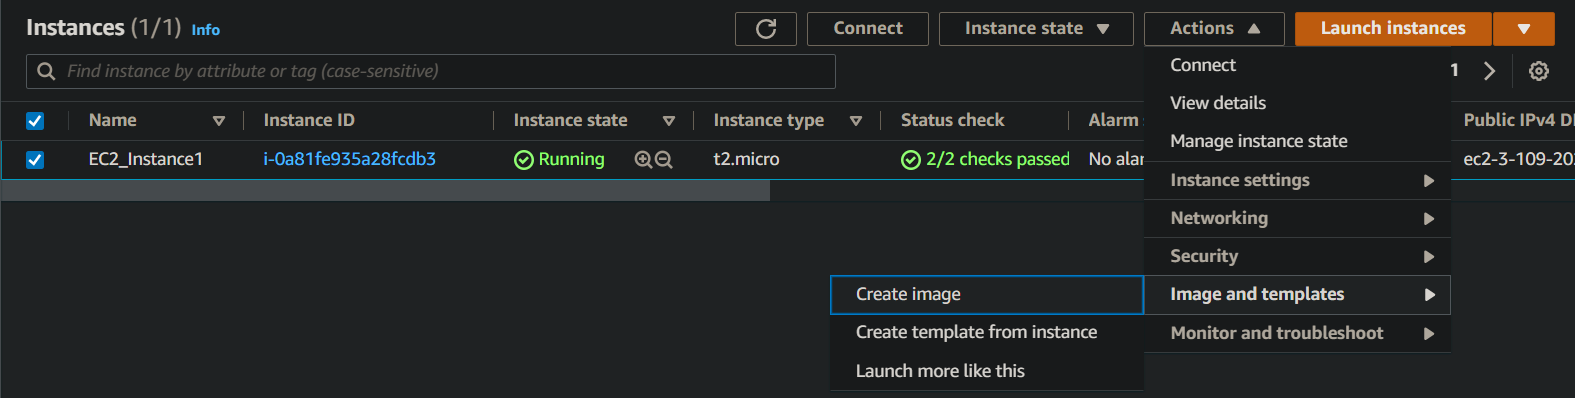 Instances (1/1) Info
Connect
Instance state
Actions
Launch instances
Find instance by attribute or tag (case-sensitive)
1
Name
Instance ID
Instance state
Instance type
Status check
Alarm
Public IPv4 D
EC2_Instance1
i-0a81fe935a28fcdb3
Running
t2.micro
2/2 checks passed
No alar
ec2-3-109-20
Connect
View details
Manage instance state
Instance settings
Networking
Security
Image and templates
Monitor and troubleshoot
Create image
Create template from instance
Launch more like this